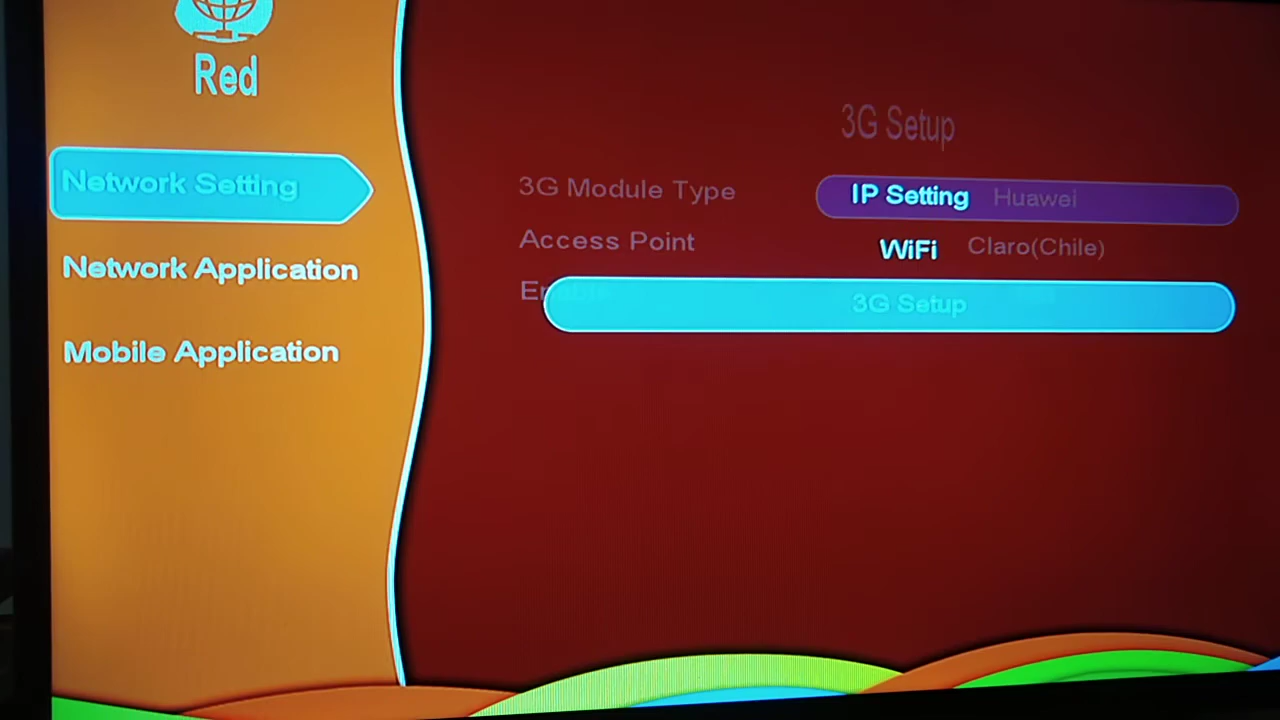 Red
Network Setting
Network Application
Mobile Application
3G Setup
3G Module Type
IP Setting
Huawei
Access Point
WiFi
Claro(Chile)
3G Setup